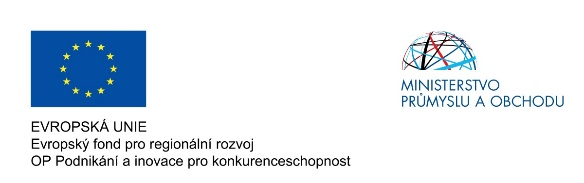 EVROPSKÁ UNIE
Evropský fond pro regionální rozvoj
OP Podnikání a inovace pro konkurenceschopnost
MINISTERSTVO
PRŮMYSLU A OBCHODU